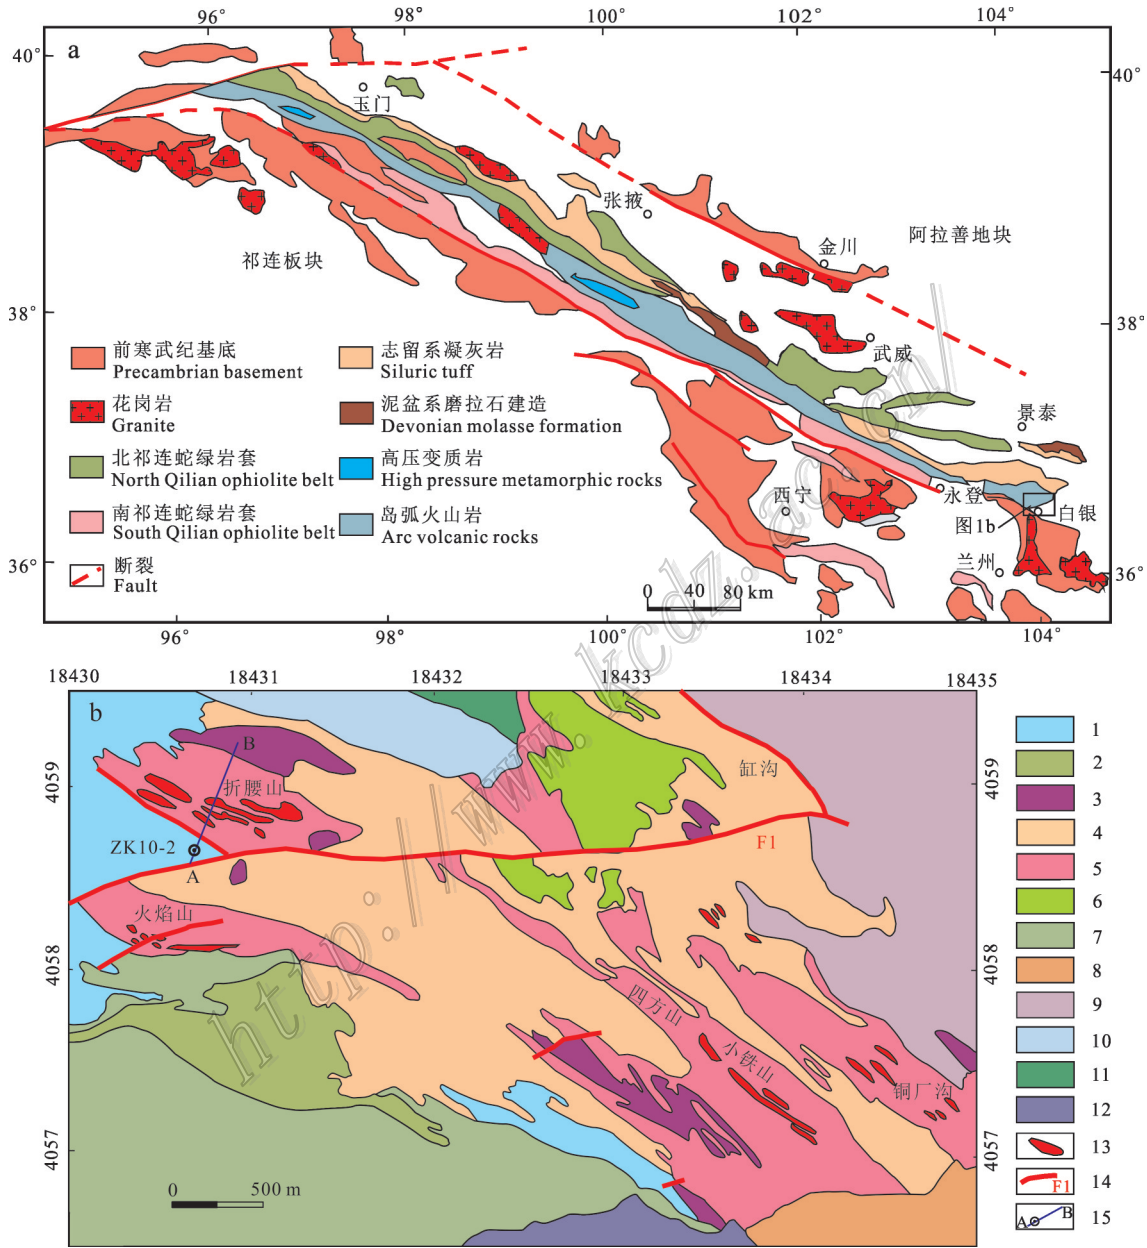 96°
98°
100°
102°
104°
a
40°
40°
玉门
张掖
金川
阿拉善地块
祁连板块
38°
38°
武威
前寒武纪基底
Precambrian basement
志留系凝灰岩
Siluric tuff
花岗岩
Granite
泥盆系磨拉石建造
Devonian molasse formation
景泰
北祁连蛇绿岩套
North Qilian ophiolite belt
高压变质岩
High pressure metamorphic rocks
西宁
永登
南祁连蛇绿岩套
South Qilian ophiolite belt
岛弧火山岩
Arc volcanic rocks
图1b
白银
断裂
Fault
兰州
36°
36°
0 40 80 km
96°
98°
100°
102°
104°
18430
18431
18432
18433
18434
18435
b
B
折腰山
缸沟
4059
4059
ZK10-2
A
F1
火焰山
4058
4058
四方山
小铁山
铜厂沟
4057
4057
0 500 m
1
2
3
4
5
6
7
8
9
10
11
12
13
F1 14
A B 15
http://www.kcdz.ac.cn/